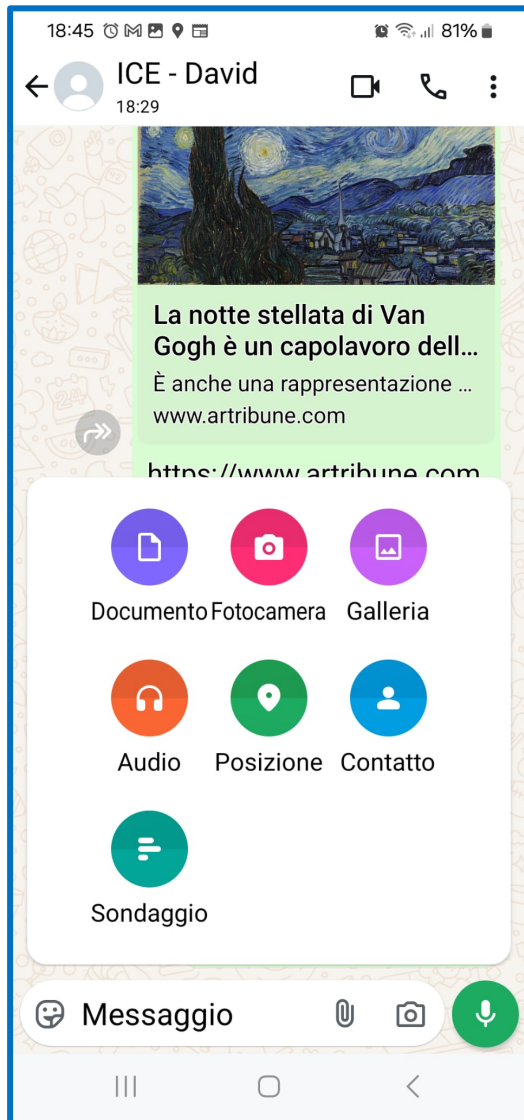 18:45 81%
ICE - David
18:29
La notte stellata di Van
Gogh è un capolavoro dell...
È anche una rappresentazione ...
www.artribune.com
https://www.artribune.com
Documento Fotocamera Galleria
Audio Posizione Contatto
Sondaggio
Messaggio